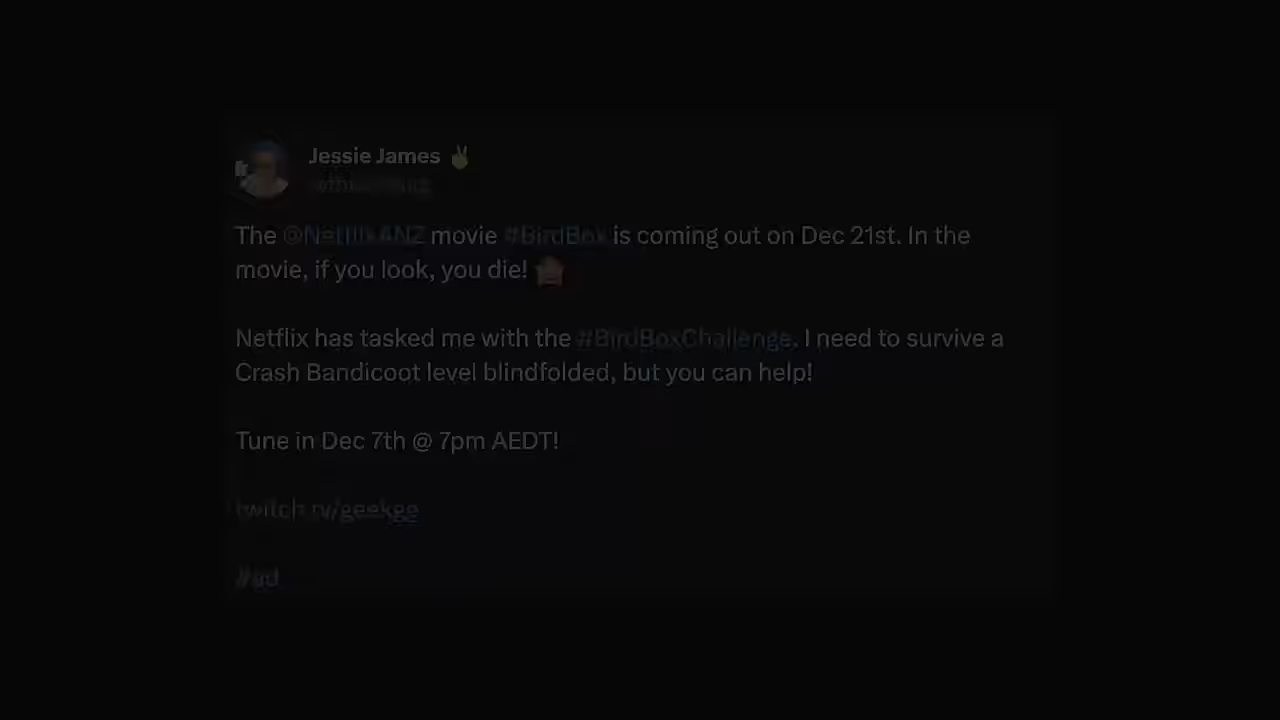 Jessie James ✌
The @NetflixANZ movie #BirdBox is coming out on Dec 21st. In the
movie, if you look, you die! 🙈
Netflix has tasked me with the #BirdBoxChallenge. I need to survive a
Crash Bandicoot level blindfolded, but you can help!
Tune in Dec 7th @ 7pm AEDT!
twitch.tv/geekgg
#ad